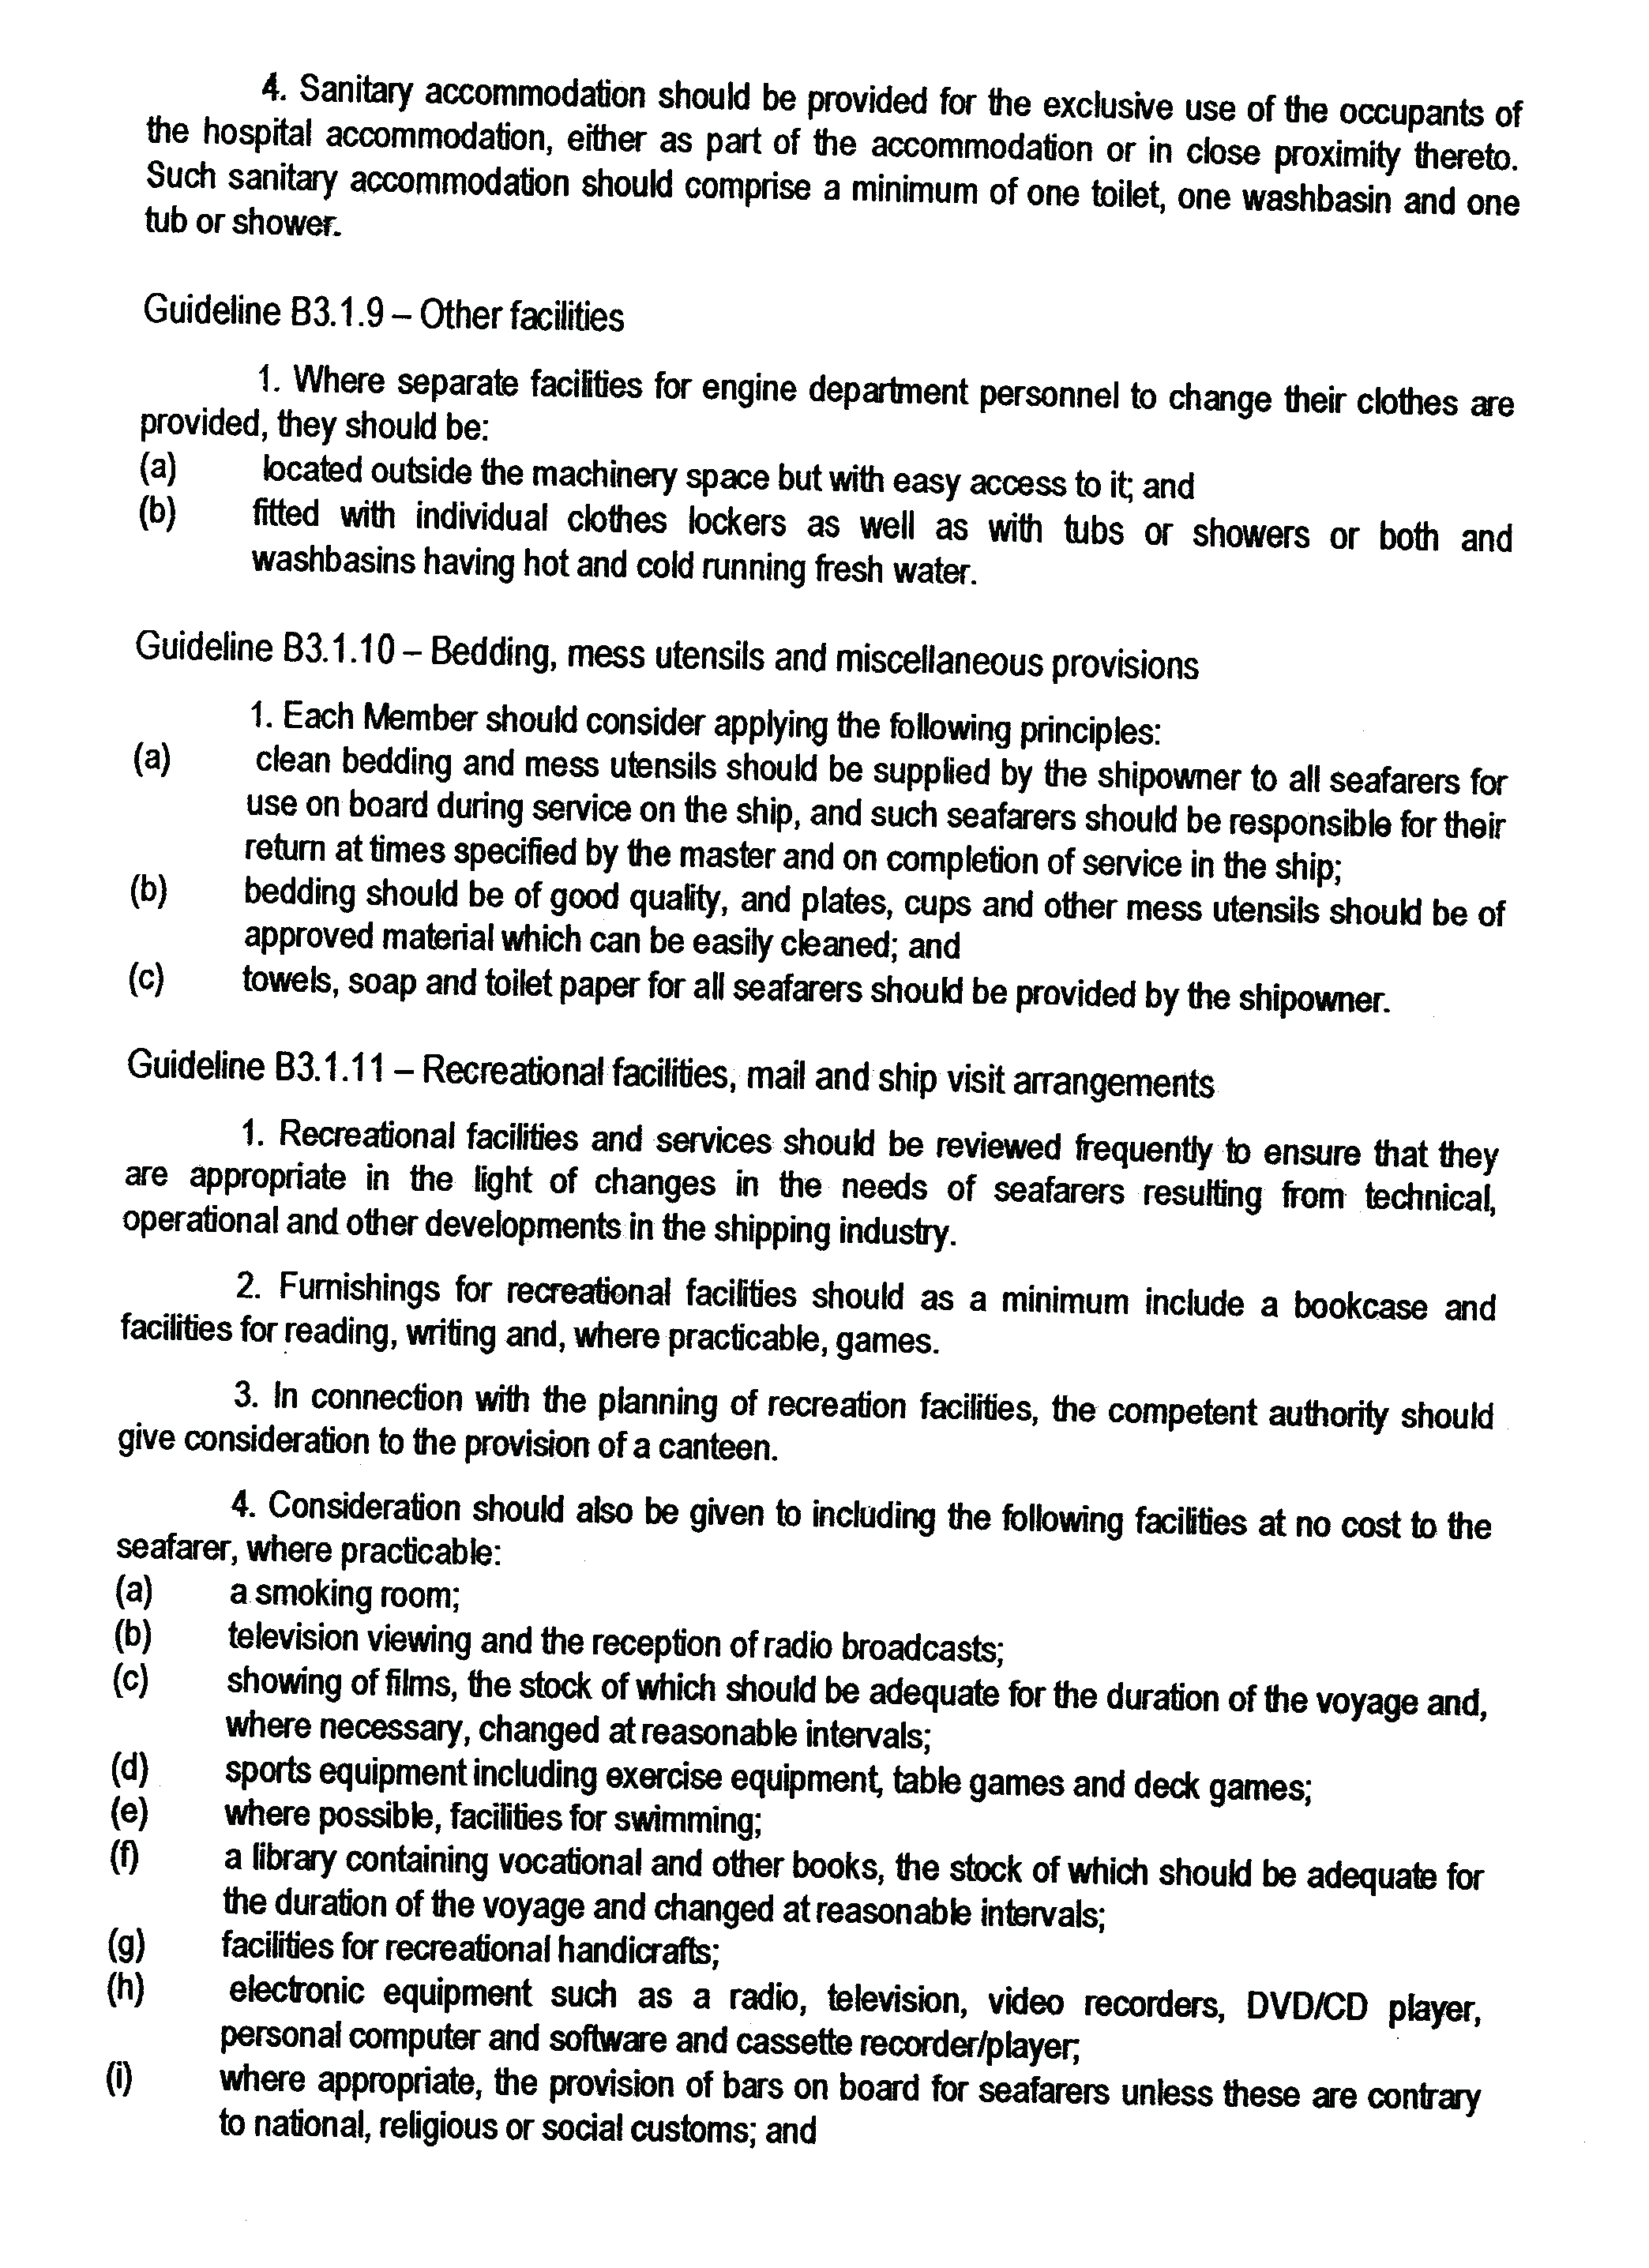 4. Sanitary accommodation should be provided for the exclusive use of the occupants of
the hospital accommodation, either as part of the accommodation or in close proximity thereto.
Such sanitary accommodation should comprise a minimum of one toilet, one washbasin and one
tub or shower.
Guideline B3.1.9 – Other facilities
1. Where separate facilities for engine department personnel to change their clothes are
provided, they should be:
(a) located outside the machinery space but with easy access to it; and
(b) fitted with individual clothes lockers as well as with tubs or showers or both and
washbasins having hot and cold running fresh water.
Guideline B3.1.10 – Bedding, mess utensils and miscellaneous provisions
1. Each Member should consider applying the following principles:
(a) clean bedding and mess utensils should be supplied by the shipowner to all seafarers for
use on board during service on the ship, and such seafarers should be responsible for their
return at times specified by the master and on completion of service in the ship;
(b) bedding should be of good quality, and plates, cups and other mess utensils should be of
approved material which can be easily cleaned; and
(c) towels, soap and toilet paper for all seafarers should be provided by the shipowner.
Guideline B3.1.11 – Recreational facilities, mail and ship visit arrangements
1. Recreational facilities and services should be reviewed frequently to ensure that they
are appropriate in the light of changes in the needs of seafarers resulting from technical,
operational and other developments in the shipping industry.
2. Furnishings for recreational facilities should as a minimum include a bookcase and
facilities for reading, writing and, where practicable, games.
3. In connection with the planning of recreation facilities, the competent authority should
give consideration to the provision of a canteen.
4. Consideration should also be given to including the following facilities at no cost to the
seafarer, where practicable:
(a) a smoking room;
(b) television viewing and the reception of radio broadcasts;
(c) showing of films, the stock of which should be adequate for the duration of the voyage and,
where necessary, changed at reasonable intervals;
(d) sports equipment including exercise equipment, table games and deck games;
(e) where possible, facilities for swimming;
(f) a library containing vocational and other books, the stock of which should be adequate for
the duration of the voyage and changed at reasonable intervals;
(g) facilities for recreational handicrafts;
(h) electronic equipment such as a radio, television, video recorders, DVD/CD player,
personal computer and software and cassette recorder/player;
(i) where appropriate, the provision of bars on board for seafarers unless these are contrary
to national, religious or social customs; and